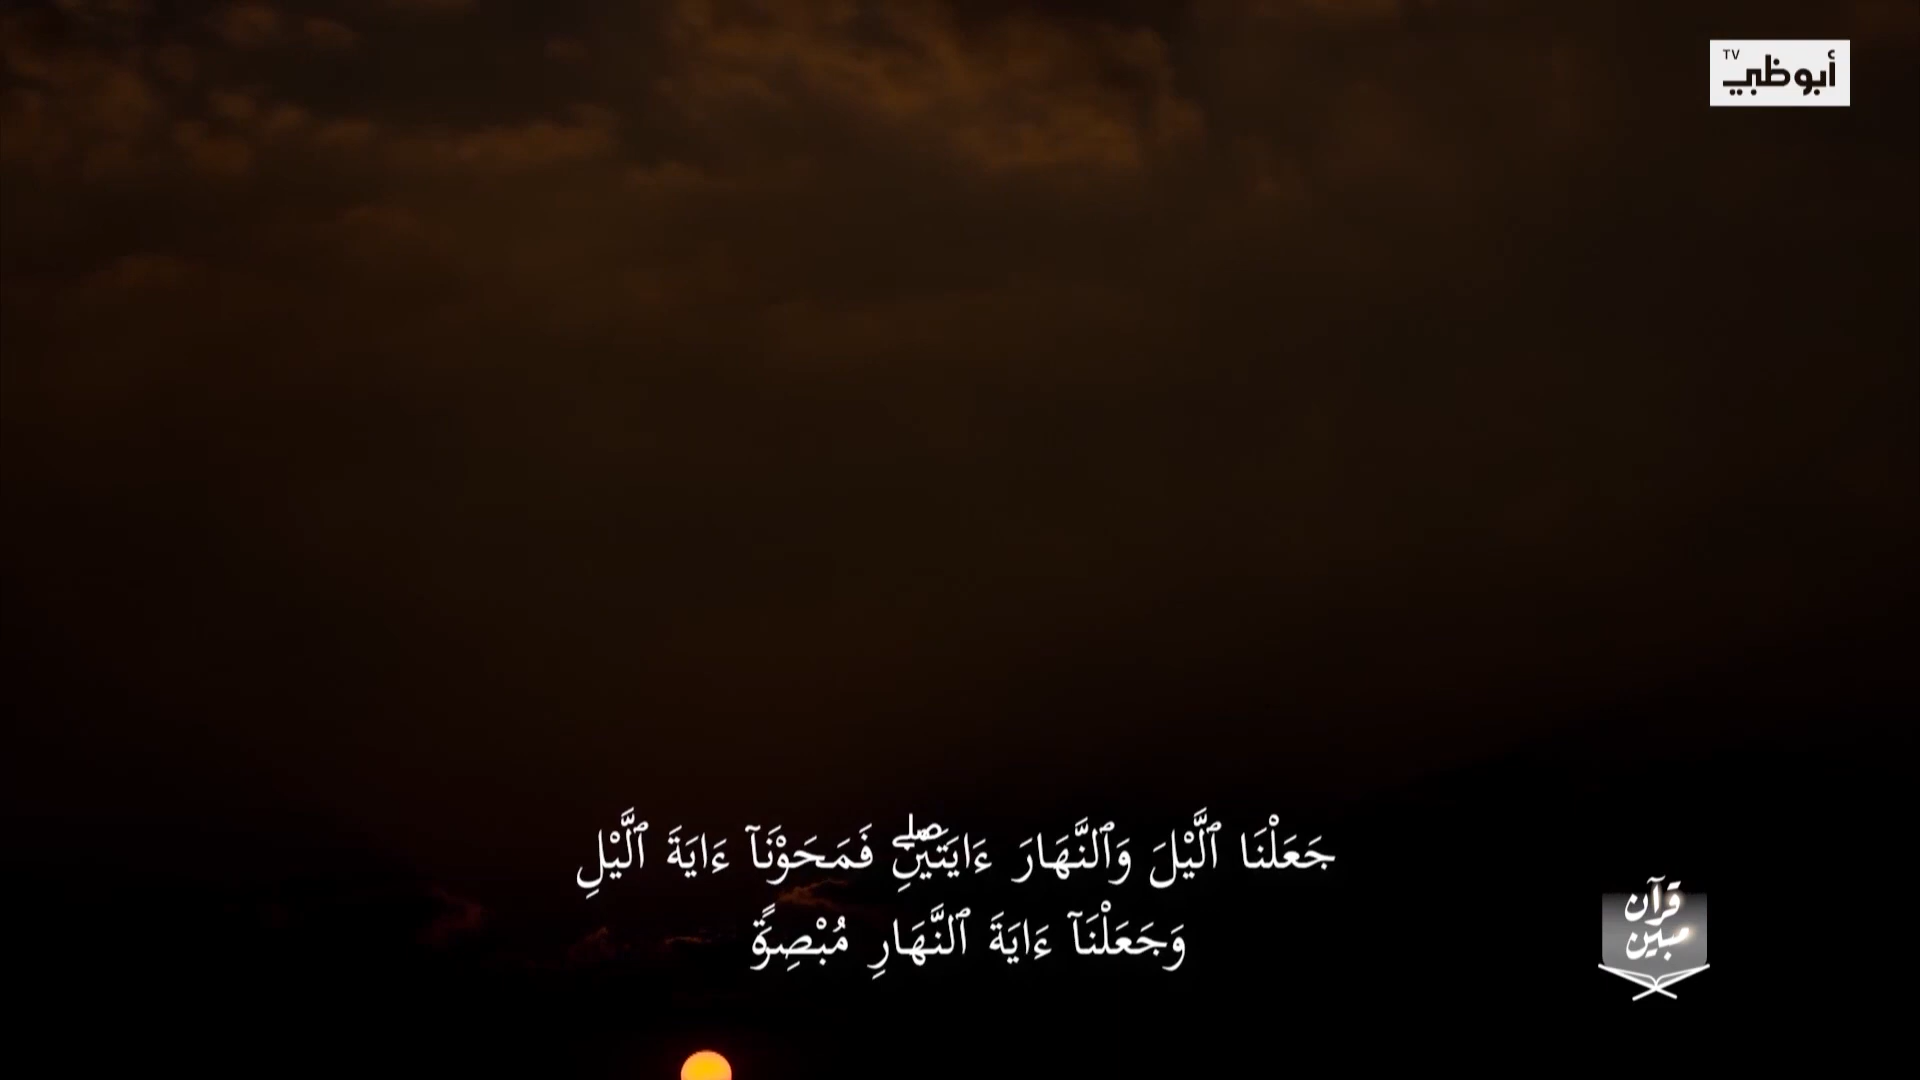 TV
أبوظبي
جَعَلْنَا ٱلَّيْلَ وَٱلنَّهَارَ ءَايَتَيْنِۖ فَمَحَوْنَآ ءَايَةَ ٱلَّيْلِ
وَجَعَلْنَآ ءَايَةَ ٱلنَّهَارِ مُبْصِرَةً
قرآن
مبين